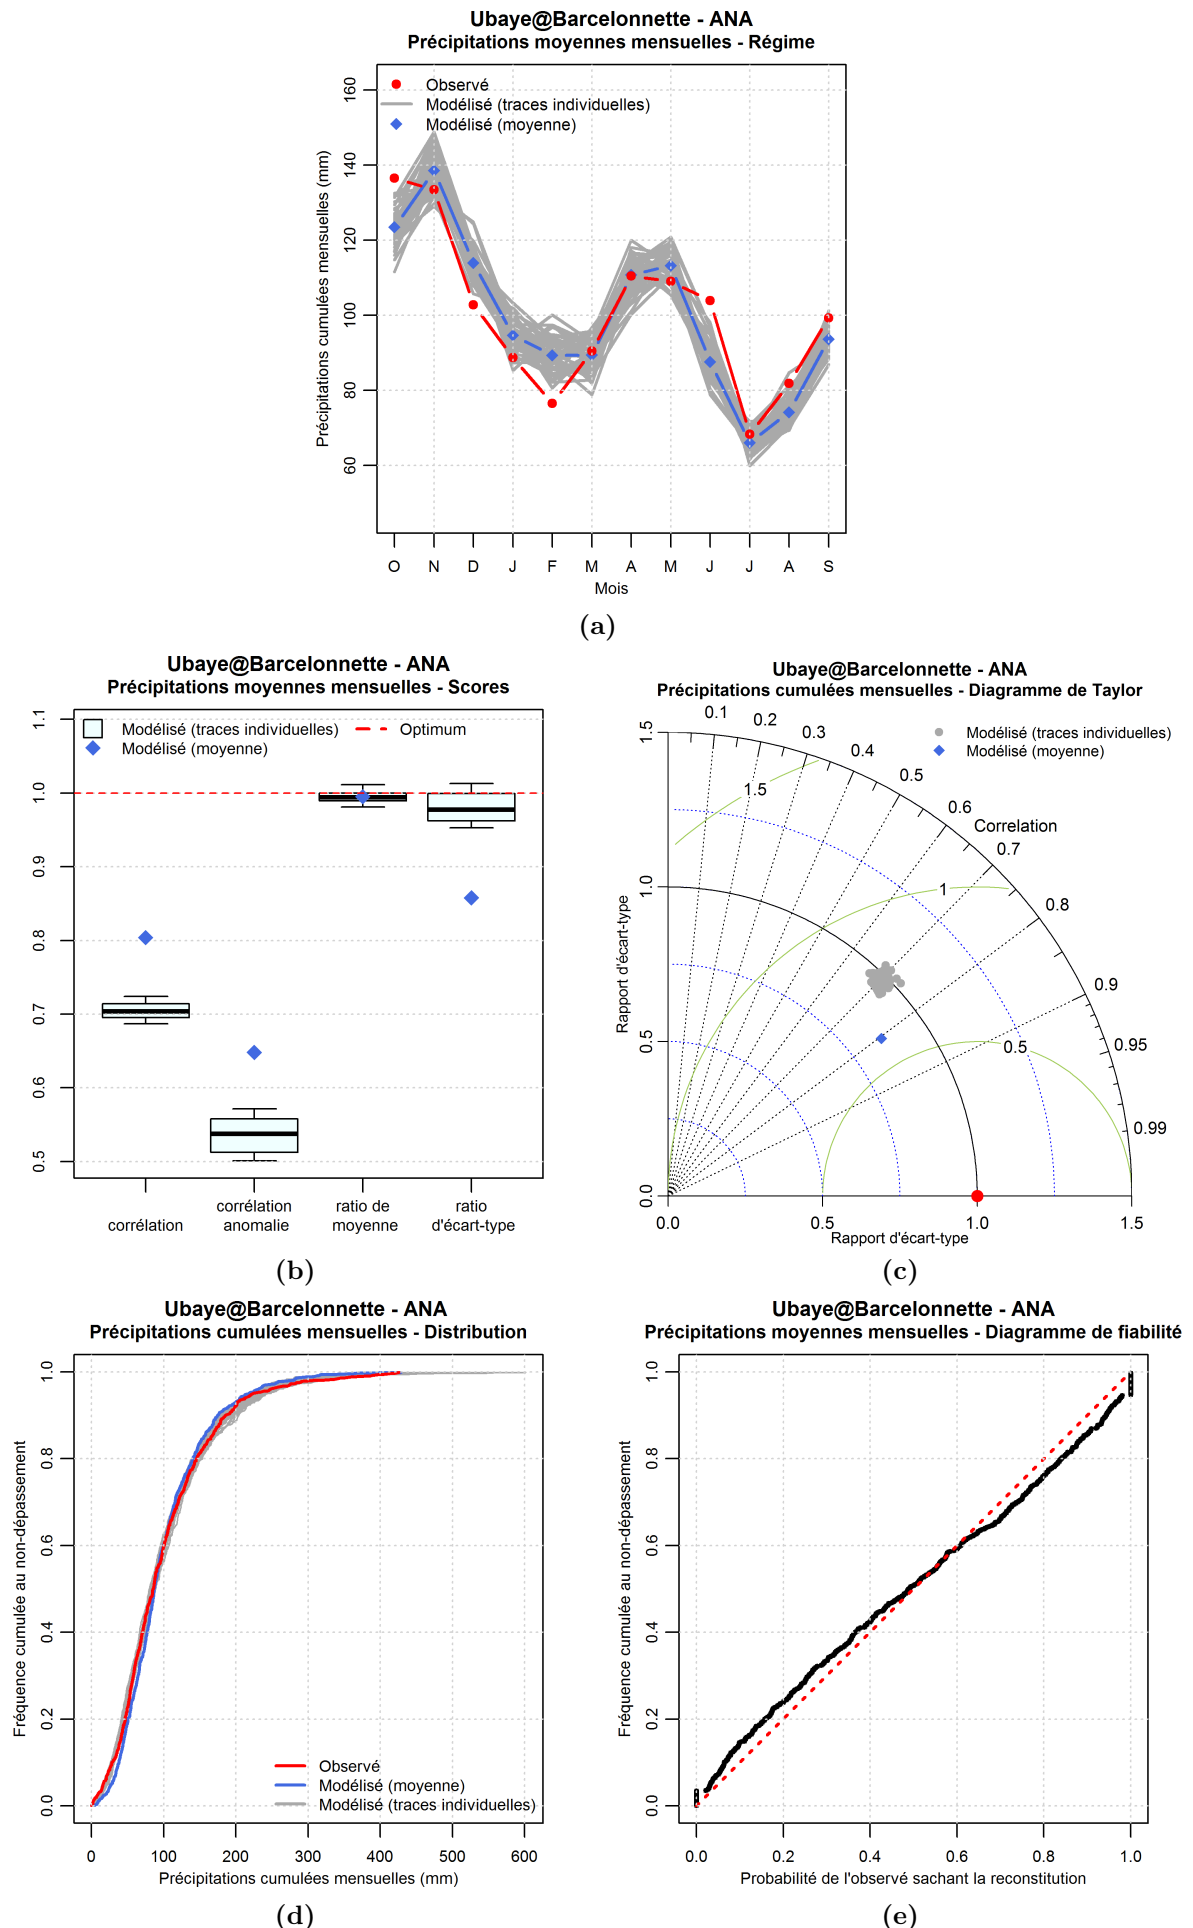 Ubaye@Barcelonnette - ANA
Précipitations moyennes mensuelles - Régime
Observé
Modélisé (traces individuelles)
Modélisé (moyenne)
Précipitations cumulées mensuelles (mm)
160
140
120
100
80
60
O N D J F M A M J J A S
Mois
(a)
Ubaye@Barcelonnette - ANA
Précipitations moyennes mensuelles - Scores
Modélisé (traces individuelles)
Optimum
Modélisé (moyenne)
1.1
1.0
0.9
0.8
0.7
0.6
0.5
corrélation
corrélation anomalie
ratio de moyenne
ratio d'écart-type
(b)
Ubaye@Barcelonnette - ANA
Précipitations cumulées mensuelles - Diagramme de Taylor
Modélisé (traces individuelles)
Modélisé (moyenne)
0.1
0.2
0.3
0.4
0.5
0.6
Correlation
0.7
0.8
0.9
0.95
0.99
1.5
1
0.5
Rapport d'écart-type
1.5
1.0
0.5
0.0
0.0 0.5 1.0 1.5
Rapport d'écart-type
(c)
Ubaye@Barcelonnette - ANA
Précipitations cumulées mensuelles - Distribution
Fréquence cumulée au non-dépassement
1.0
0.8
0.6
0.4
0.2
0.0
Observé
Modélisé (moyenne)
Modélisé (traces individuelles)
0 100 200 300 400 500 600
Précipitations cumulées mensuelles (mm)
(d)
Ubaye@Barcelonnette - ANA
Précipitations moyennes mensuelles - Diagramme de fiabilité
Fréquence cumulée au non-dépassement
1.0
0.8
0.6
0.4
0.2
0.0
0.0 0.2 0.4 0.6 0.8 1.0
Probabilité de l'observé sachant la reconstitution
(e)